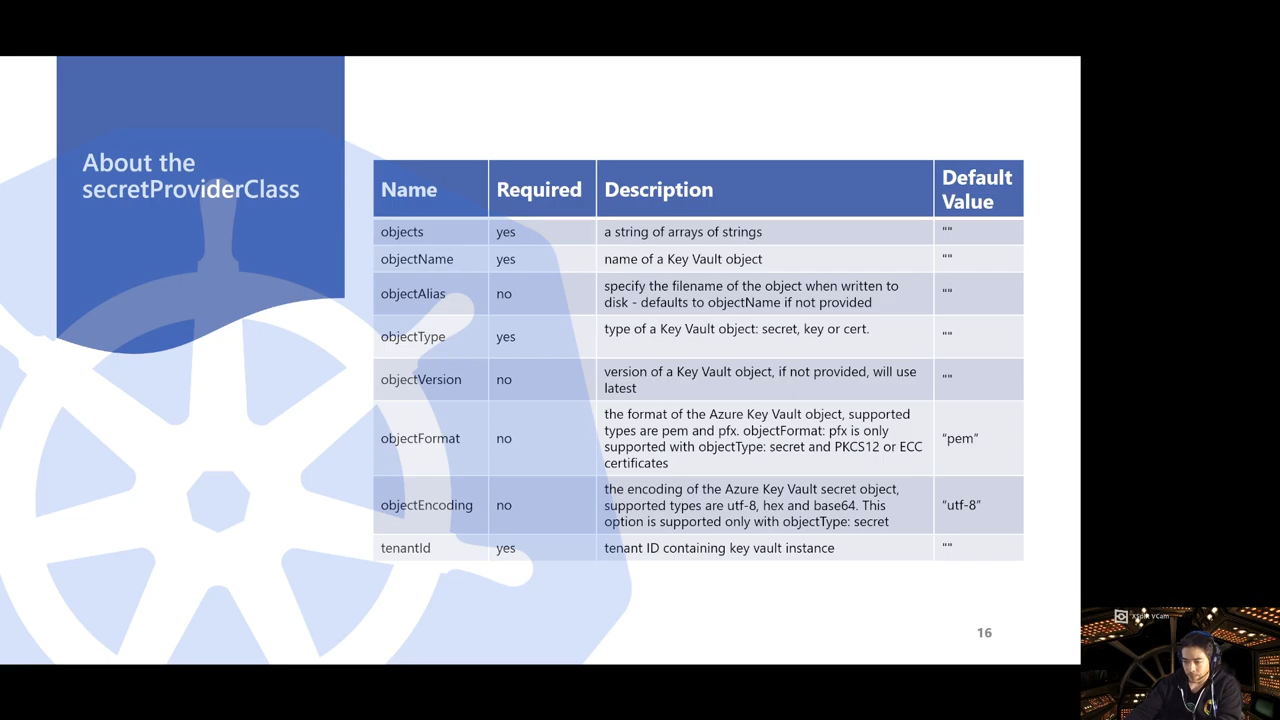 About the
secretProviderClass
Name Required Description Default Value
objects yes a string of arrays of strings ""
objectName yes name of a Key Vault object ""
objectAlias no specify the filename of the object when written to
disk - defaults to objectName if not provided ""
objectType yes type of a Key Vault object: secret, key or cert. ""
objectVersion no version of a Key Vault object, if not provided, will use
latest ""
objectFormat no the format of the Azure Key Vault object, supported
types are pem and pfx. objectFormat: pfx is only
supported with objectType: secret and PKCS12 or ECC
certificates "pem"
objectEncoding no the encoding of the Azure Key Vault secret object,
supported types are utf-8, hex and base64. This
option is supported only with objectType: secret "utf-8"
tenantId yes tenant ID containing key vault instance ""
16
XSplit VCam